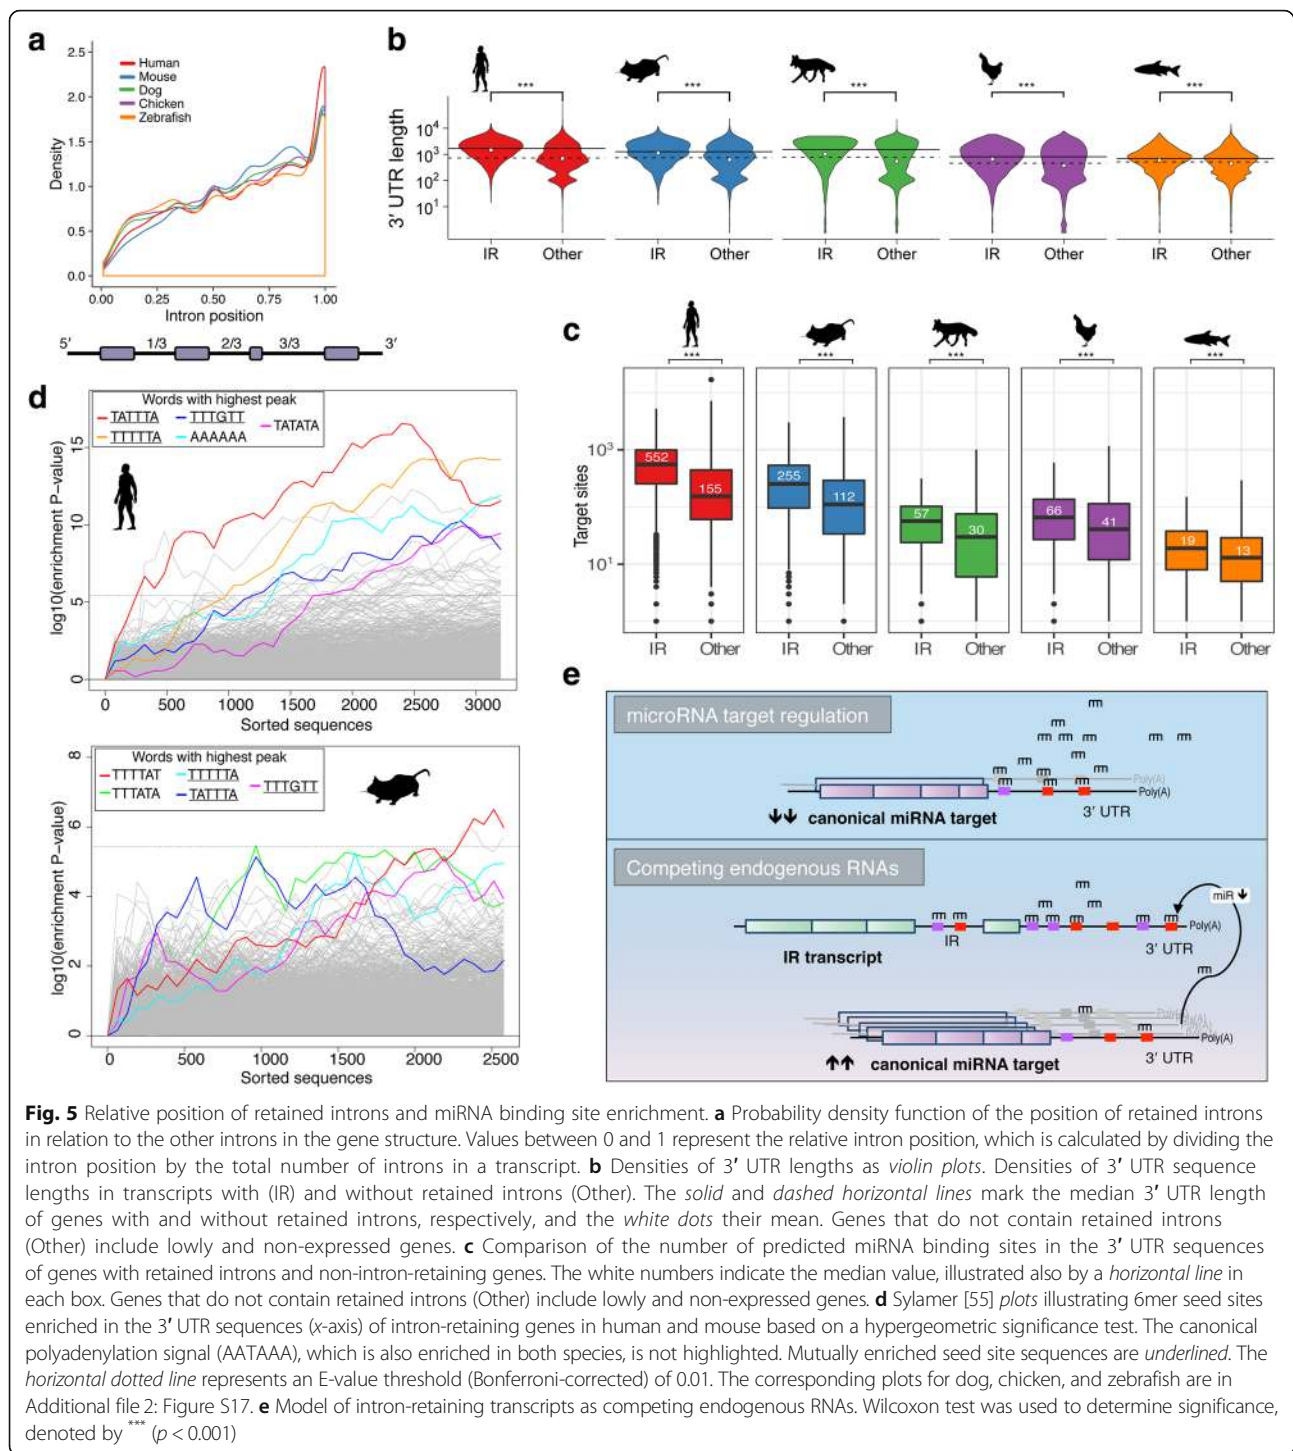 a
2.5
2.0
1.5
1.0
0.5
0.0
Density
Human
Mouse
Dog
Chicken
Zebrafish
0.00 0.25 0.50 0.75 1.00
Intron position
5′ 1/3 2/3 3/3 3′
b
*** *** *** *** ***
3′ UTR length
10⁴
10³
10²
10¹
IR Other IR Other IR Other IR Other IR Other
c
*** *** *** *** ***
Target sites
10³
10¹
552 155 255 112 57 30 66 41 19 13
IR Other IR Other IR Other IR Other IR Other
d
Words with highest peak
TATTTA TTTGTT TATATA
TTTTTA AAAAAA
log10(enrichment P−value)
15
10
5
0
0 500 1000 1500 2000 2500 3000
Sorted sequences
Words with highest peak
TTTTAT TTTTTA TTTGTT
TTTATA TATTTA
log10(enrichment P−value)
8
6
4
2
0
0 500 1000 1500 2000 2500
Sorted sequences
e
microRNA target regulation
Poly(A)
Poly(A)
3′ UTR
canonical miRNA target
Competing endogenous RNAs
miR
Poly(A)
IR
3′ UTR
IR transcript
Poly(A)
3′ UTR
canonical miRNA target
Fig. 5 Relative position of retained introns and miRNA binding site enrichment. a Probability density function of the position of retained introns
in relation to the other introns in the gene structure. Values between 0 and 1 represent the relative intron position, which is calculated by dividing the
intron position by the total number of introns in a transcript. b Densities of 3′ UTR lengths as violin plots. Densities of 3′ UTR sequence
lengths in transcripts with (IR) and without retained introns (Other). The solid and dashed horizontal lines mark the median 3′ UTR length
of genes with and without retained introns, respectively, and the white dots their mean. Genes that do not contain retained introns
(Other) include lowly and non-expressed genes. c Comparison of the number of predicted miRNA binding sites in the 3′ UTR sequences
of genes with retained introns and non-intron-retaining genes. The white numbers indicate the median value, illustrated also by a horizontal line in
each box. Genes that do not contain retained introns (Other) include lowly and non-expressed genes. d Sylamer [55] plots illustrating 6mer seed sites
enriched in the 3′ UTR sequences (x-axis) of intron-retaining genes in human and mouse based on a hypergeometric significance test. The canonical
polyadenylation signal (AATAAA), which is also enriched in both species, is not highlighted. Mutually enriched seed site sequences are underlined. The
horizontal dotted line represents an E-value threshold (Bonferroni-corrected) of 0.01. The corresponding plots for dog, chicken, and zebrafish are in
Additional file 2: Figure S17. e Model of intron-retaining transcripts as competing endogenous RNAs. Wilcoxon test was used to determine significance,
denoted by *** (p < 0.001)